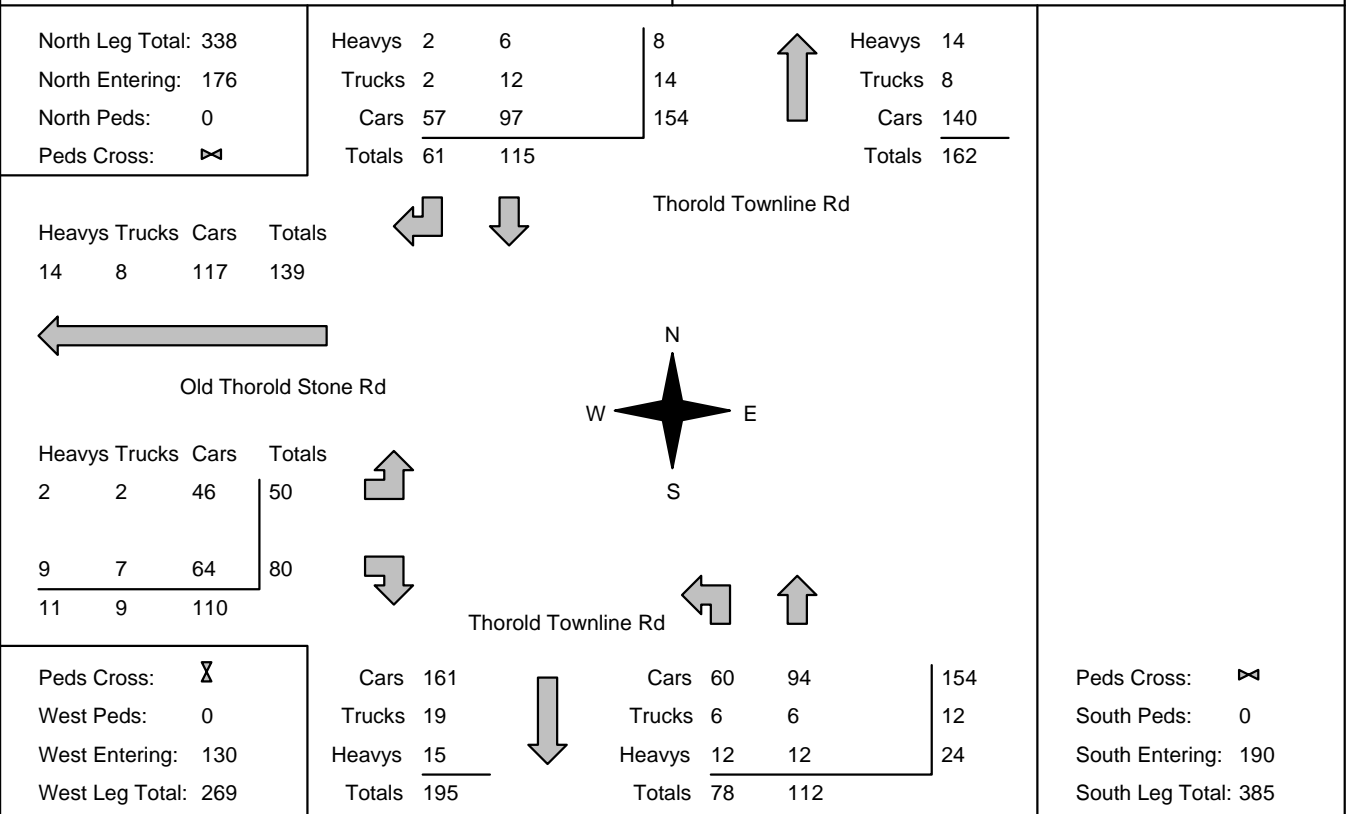 North Leg Total: 338
North Entering: 176
North Peds: 0
Peds Cross: ⋈
Heavys 2 6 8
Trucks 2 12 14
Cars 57 97 154
Totals 61 115
Heavys 14
Trucks 8
Cars 140
Totals 162
Thorold Townline Rd
Heavys Trucks Cars Totals
14 8 117 139
Old Thorold Stone Rd
N
W E
S
Heavys Trucks Cars Totals
2 2 46 50
9 7 64 80
11 9 110
Thorold Townline Rd
Peds Cross: ⧖
West Peds: 0
West Entering: 130
West Leg Total: 269
Cars 161
Trucks 19
Heavys 15
Totals 195
Cars 60 94 154
Trucks 6 6 12
Heavys 12 12 24
Totals 78 112
Peds Cross: ⋈
South Peds: 0
South Entering: 190
South Leg Total: 385